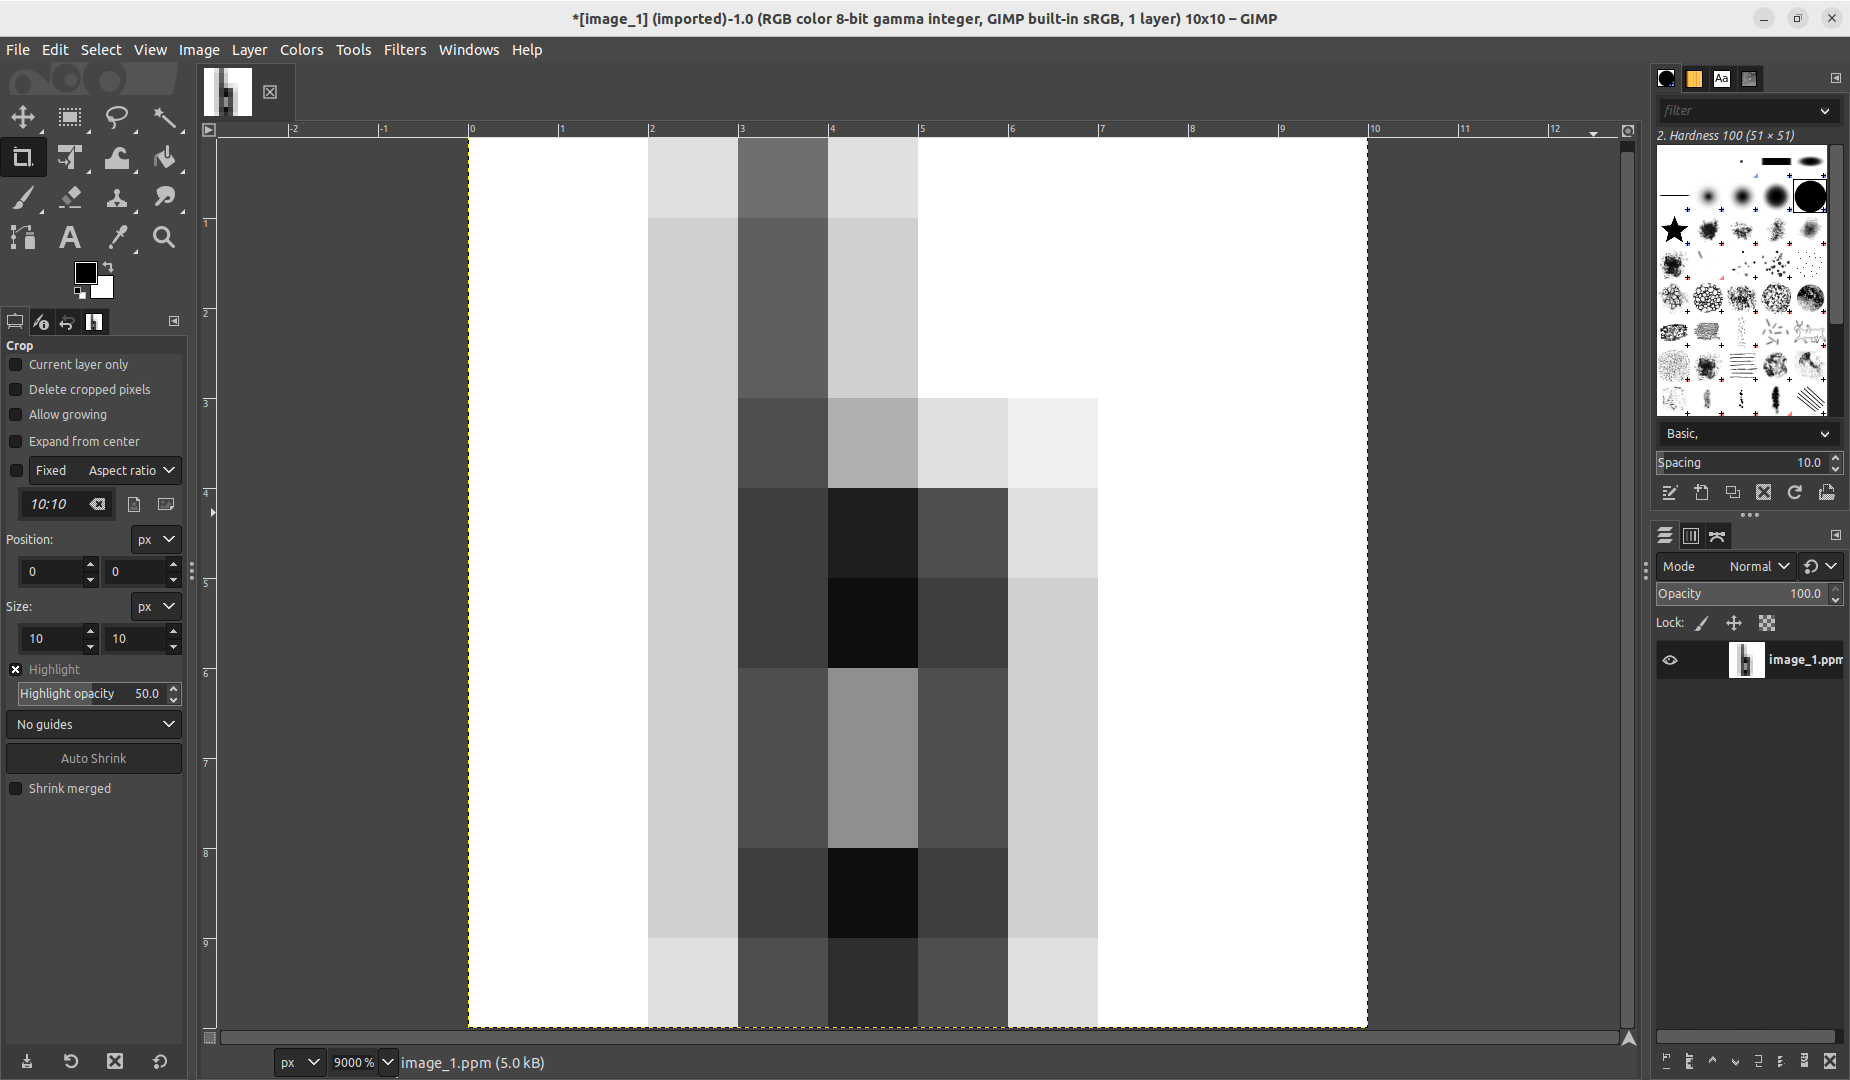 *[image_1] (imported)-1.0 (RGB color 8-bit gamma integer, GIMP built-in sRGB, 1 layer) 10x10 – GIMP
File Edit Select View Image Layer Colors Tools Filters Windows Help
-2 -1 0 1 2 3 4 5 6 7 8 9 10 11 12
1
2
3
4
5
6
7
8
9
Crop
Current layer only
Delete cropped pixels
Allow growing
Expand from center
Fixed Aspect ratio
10:10
Position: px
0 0
Size: px
10 10
Highlight
Highlight opacity 50.0
No guides
Auto Shrink
Shrink merged
px 9000 % image_1.ppm (5.0 kB)
Aa
filter
2. Hardness 100 (51 × 51)
Basic,
Spacing 10.0
Mode Normal
Opacity 100.0
Lock:
image_1.ppm